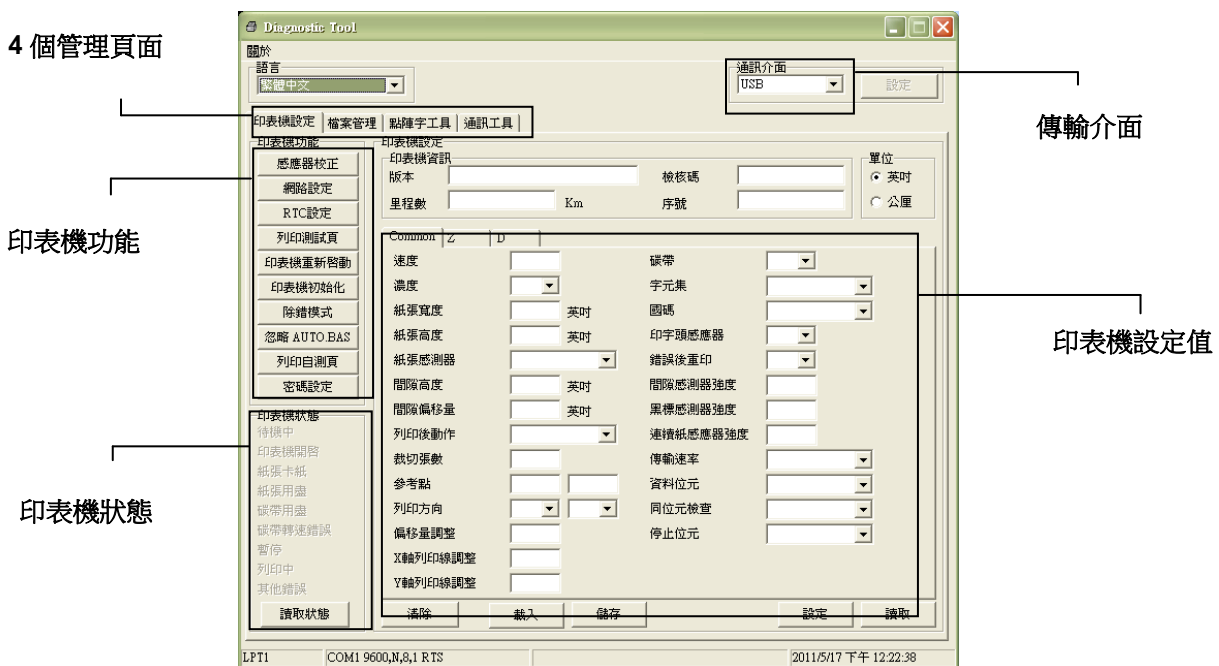 4 個管理頁面
印表機功能
印表機狀態
傳輸介面
印表機設定值
Diagnostic Tool
關於
語言
繁體中文
通訊介面
USB
設定
印表機設定 檔案管理 點陣字工具 通訊工具
印表機功能
感應器校正
網路設定
RTC設定
列印測試頁
印表機重新啓動
印表機初始化
除錯模式
忽略 AUTO.BAS
列印自測頁
密碼設定
印表機狀態
待機中
印表機開啓
紙張卡紙
紙張用盡
碳帶用盡
碳帶轉速錯誤
暫停
列印中
其他錯誤
讀取狀態
印表機設定
印表機資訊
版本 檢核碼
里程數 Km 序號
單位
英吋
公厘
Common Z D
速度 碳帶
濃度 字元集
紙張寬度 英吋 國碼
紙張高度 英吋 印字頭感應器
紙張感測器 錯誤後重印
間隙高度 英吋 間隙感測器強度
間隙偏移量 英吋 黑標感測器強度
列印後動作 連續紙感應器強度
裁切張數 傳輸速率
參考點 資料位元
列印方向 同位元檢查
偏移量調整 停止位元
X軸列印線調整
Y軸列印線調整
清除 載入 儲存 設定 讀取
LPT1 COM1 9600,N,8,1 RTS 2011/5/17 下午 12:22:38